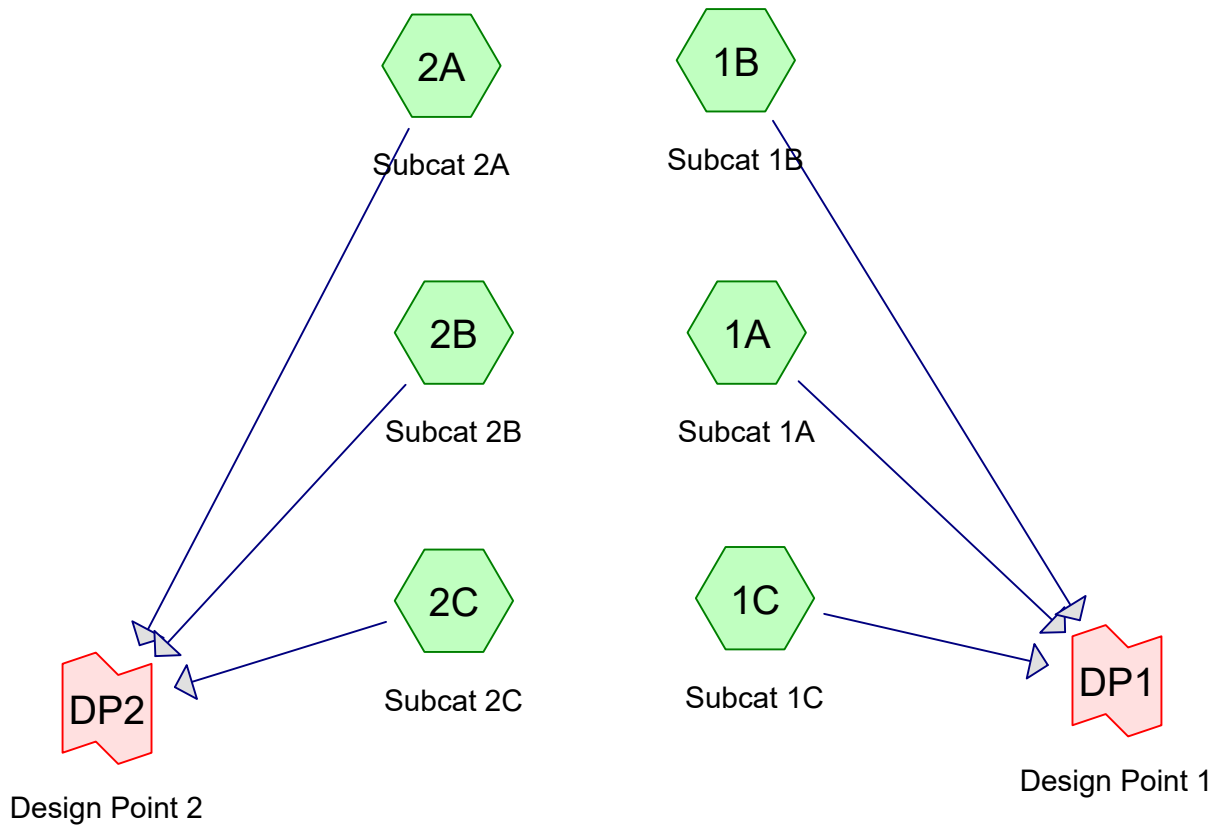 2A
Subcat 2A
1B
Subcat 1B
2B
Subcat 2B
1A
Subcat 1A
2C
Subcat 2C
1C
Subcat 1C
DP2
Design Point 2
DP1
Design Point 1